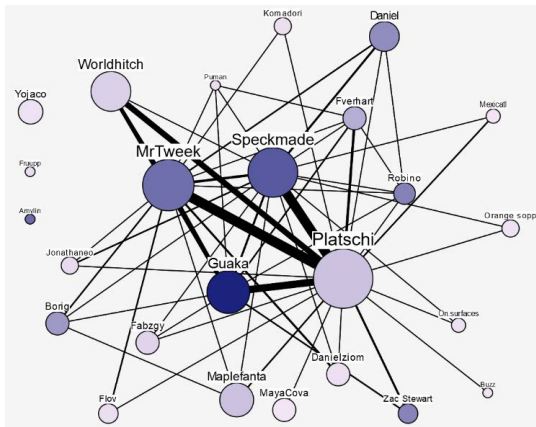 Komadori
Daniel
Worldhitch
Puman
Yojaco
Fverhart
Mexicatl
Speckmade
MrTweek
Fruupp
Robino
Amylin
Orange sopp
Platschi
Jonathaneo
Guaka
Borig
On.surfaces
Fabzgy
Danielziom
Maplefanta
Buzz
MayaCova
Zac Stewart
Flov